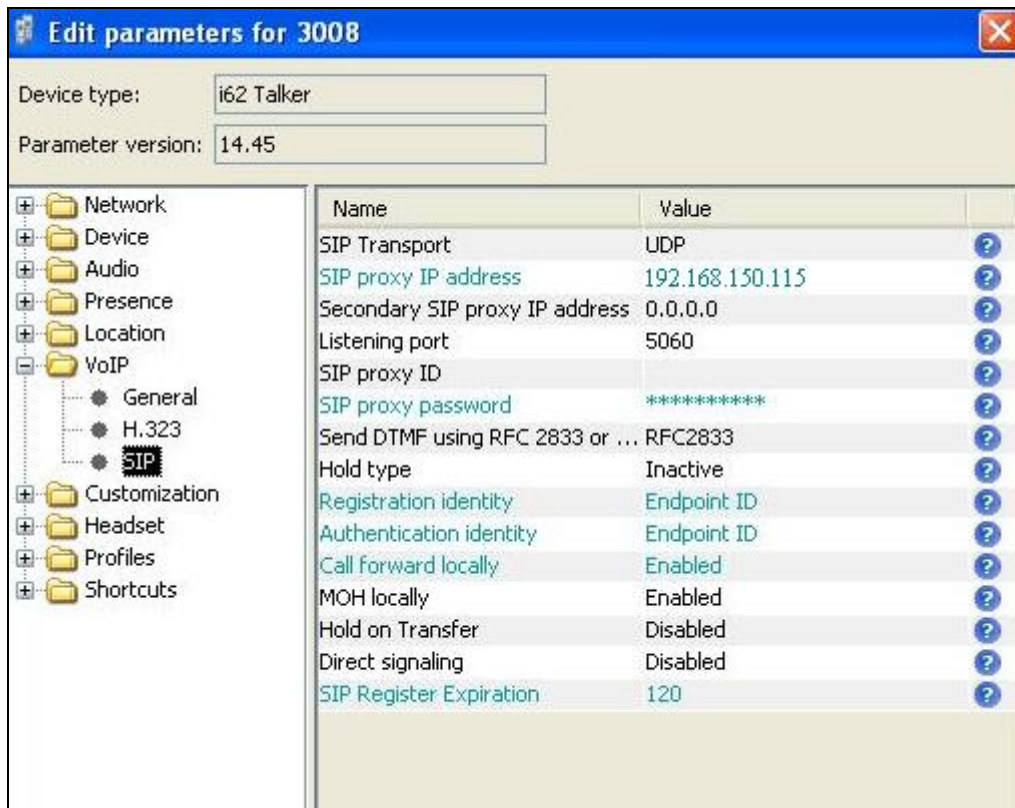 Edit parameters for 3008
Device type: i62 Talker
Parameter version: 14.45
Network
Device
Audio
Presence
Location
VoIP
General
H.323
SIP
Customization
Headset
Profiles
Shortcuts
Name Value
SIP Transport UDP
SIP proxy IP address 192.168.150.115
Secondary SIP proxy IP address 0.0.0.0
Listening port 5060
SIP proxy ID
SIP proxy password **********
Send DTMF using RFC 2833 or ... RFC2833
Hold type Inactive
Registration identity Endpoint ID
Authentication identity Endpoint ID
Call forward locally Enabled
MOH locally Enabled
Hold on Transfer Disabled
Direct signaling Disabled
SIP Register Expiration 120